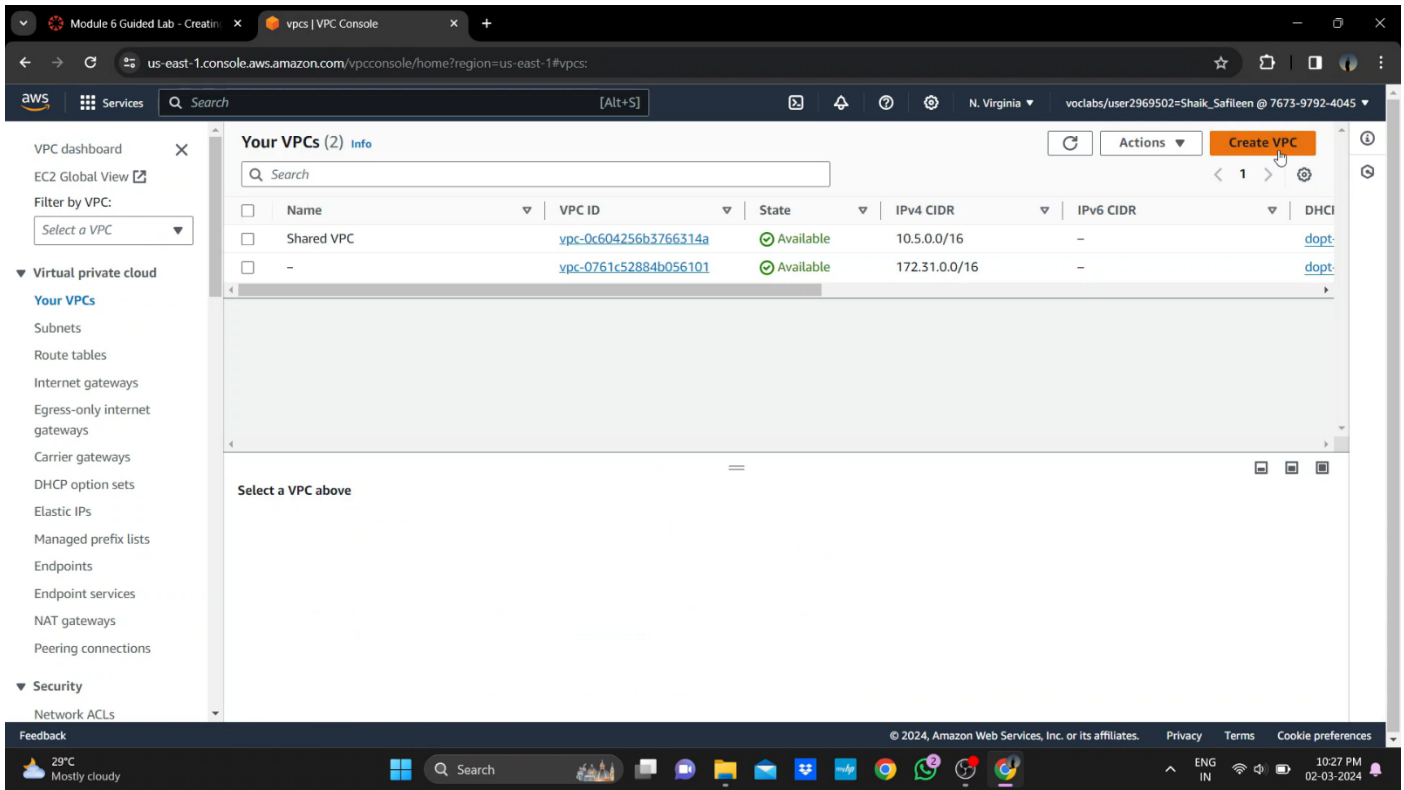 Module 6 Guided Lab - Creatin
vpcs | VPC Console
us-east-1.console.aws.amazon.com/vpcconsole/home?region=us-east-1#vpcs:
aws
Services
Search
[Alt+S]
N. Virginia
voclabs/user2969502=Shaik_Safileen @ 7673-9792-4045
VPC dashboard
EC2 Global View
Filter by VPC:
Select a VPC
Virtual private cloud
Your VPCs
Subnets
Route tables
Internet gateways
Egress-only internet
gateways
Carrier gateways
DHCP option sets
Elastic IPs
Managed prefix lists
Endpoints
Endpoint services
NAT gateways
Peering connections
Security
Network ACLs
Your VPCs (2) Info
Actions
Create VPC
Search
1
Name VPC ID State IPv4 CIDR IPv6 CIDR DHCI
Shared VPC vpc-0c604256b3766314a Available 10.5.0.0/16 – dopt-
– vpc-0761c52884b056101 Available 172.31.0.0/16 – dopt-
Select a VPC above
Feedback
© 2024, Amazon Web Services, Inc. or its affiliates. Privacy Terms Cookie preferences
29°C
Mostly cloudy
Search
myhp
2
ENG
IN
10:27 PM
02-03-2024